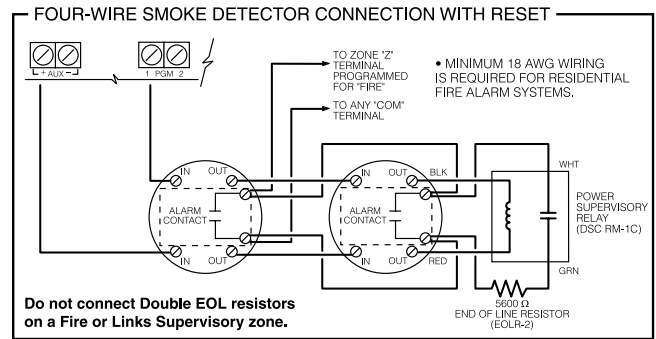 FOUR-WIRE SMOKE DETECTOR CONNECTION WITH RESET
+ AUX -
1 PGM 2
TO ZONE "Z"
TERMINAL
PROGRAMMED
FOR "FIRE"
• MINIMUM 18 AWG WIRING
IS REQUIRED FOR RESIDENTIAL
FIRE ALARM SYSTEMS.
TO ANY "COM"
TERMINAL
IN OUT
IN OUT BLK
WHT
ALARM
CONTACT
ALARM
CONTACT
POWER
SUPERVISORY
RELAY
(DSC RM-1C)
IN OUT
IN OUT RED
GRN
Do not connect Double EOL resistors
on a Fire or Links Supervisory zone.
5600 Ω
END OF LINE RESISTOR
(EOLR-2)